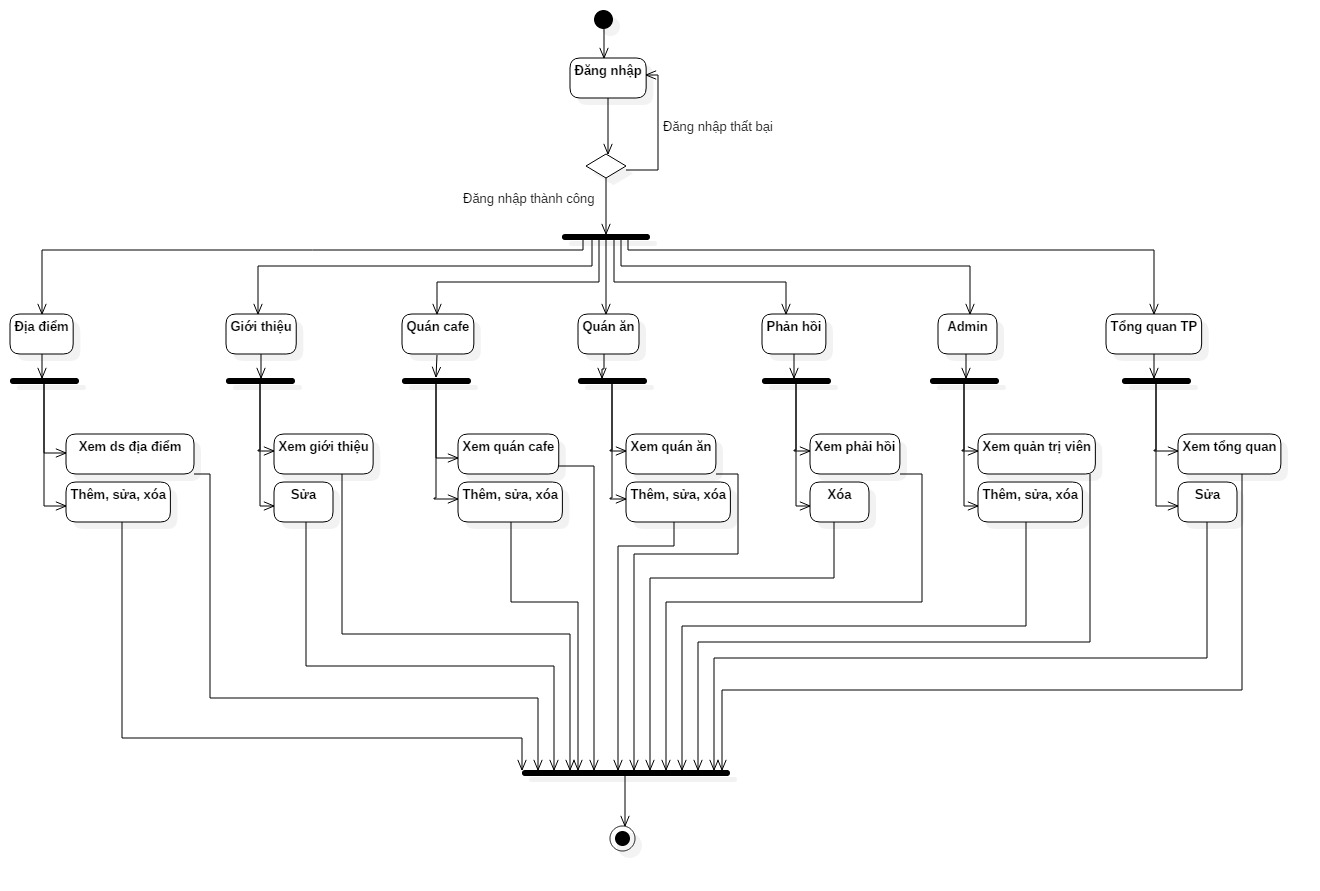 Đăng nhập
Đăng nhập thất bại
Đăng nhập thành công
Địa điểm
Giới thiệu
Quán cafe
Quán ăn
Phản hồi
Admin
Tổng quan TP
Xem ds địa điểm
Xem giới thiệu
Xem quán cafe
Xem quán ăn
Xem phải hồi
Xem quản trị viên
Xem tổng quan
Thêm, sửa, xóa
Sửa
Thêm, sửa, xóa
Thêm, sửa, xóa
Xóa
Thêm, sửa, xóa
Sửa